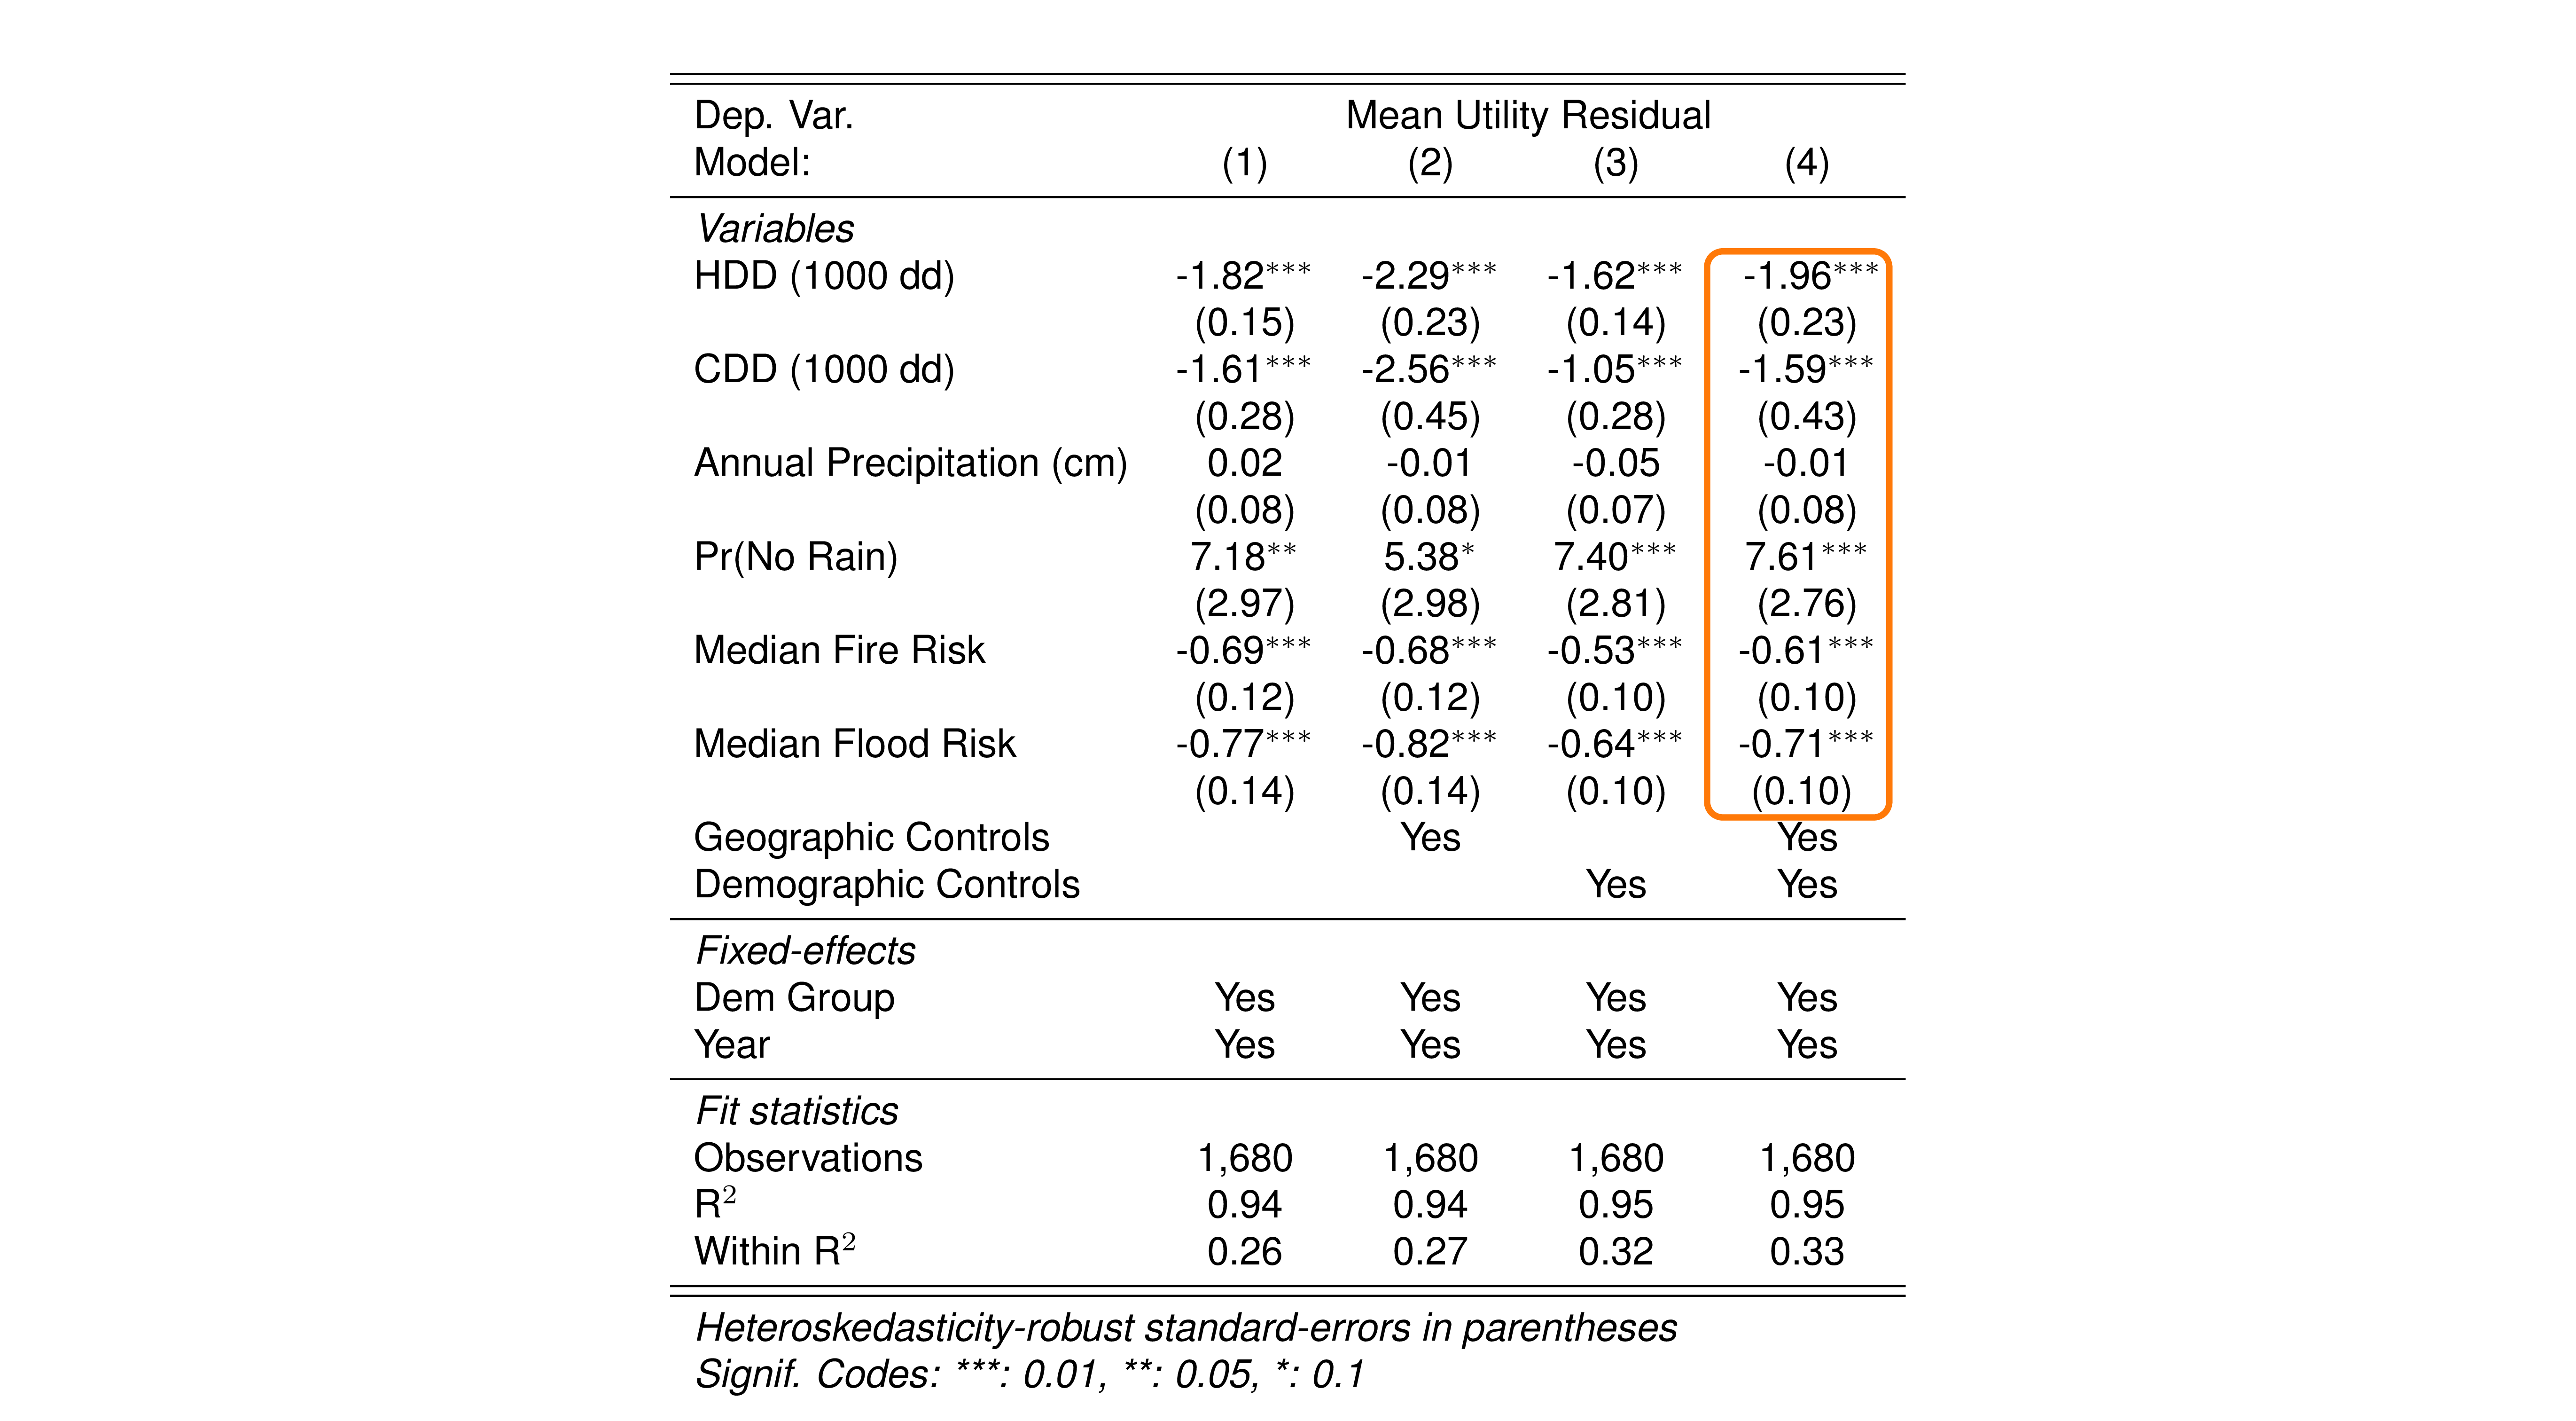 Dep. Var. Mean Utility Residual
Model: (1) (2) (3) (4)
Variables
HDD (1000 dd) -1.82*** -2.29*** -1.62*** -1.96***
(0.15) (0.23) (0.14) (0.23)
CDD (1000 dd) -1.61*** -2.56*** -1.05*** -1.59***
(0.28) (0.45) (0.28) (0.43)
Annual Precipitation (cm) 0.02 -0.01 -0.05 -0.01
(0.08) (0.08) (0.07) (0.08)
Pr(No Rain) 7.18** 5.38* 7.40*** 7.61***
(2.97) (2.98) (2.81) (2.76)
Median Fire Risk -0.69*** -0.68*** -0.53*** -0.61***
(0.12) (0.12) (0.10) (0.10)
Median Flood Risk -0.77*** -0.82*** -0.64*** -0.71***
(0.14) (0.14) (0.10) (0.10)
Geographic Controls Yes Yes
Demographic Controls Yes Yes
Fixed-effects
Dem Group Yes Yes Yes Yes
Year Yes Yes Yes Yes
Fit statistics
Observations 1,680 1,680 1,680 1,680
R² 0.94 0.94 0.95 0.95
Within R² 0.26 0.27 0.32 0.33
Heteroskedasticity-robust standard-errors in parentheses
Signif. Codes: ***: 0.01, **: 0.05, *: 0.1